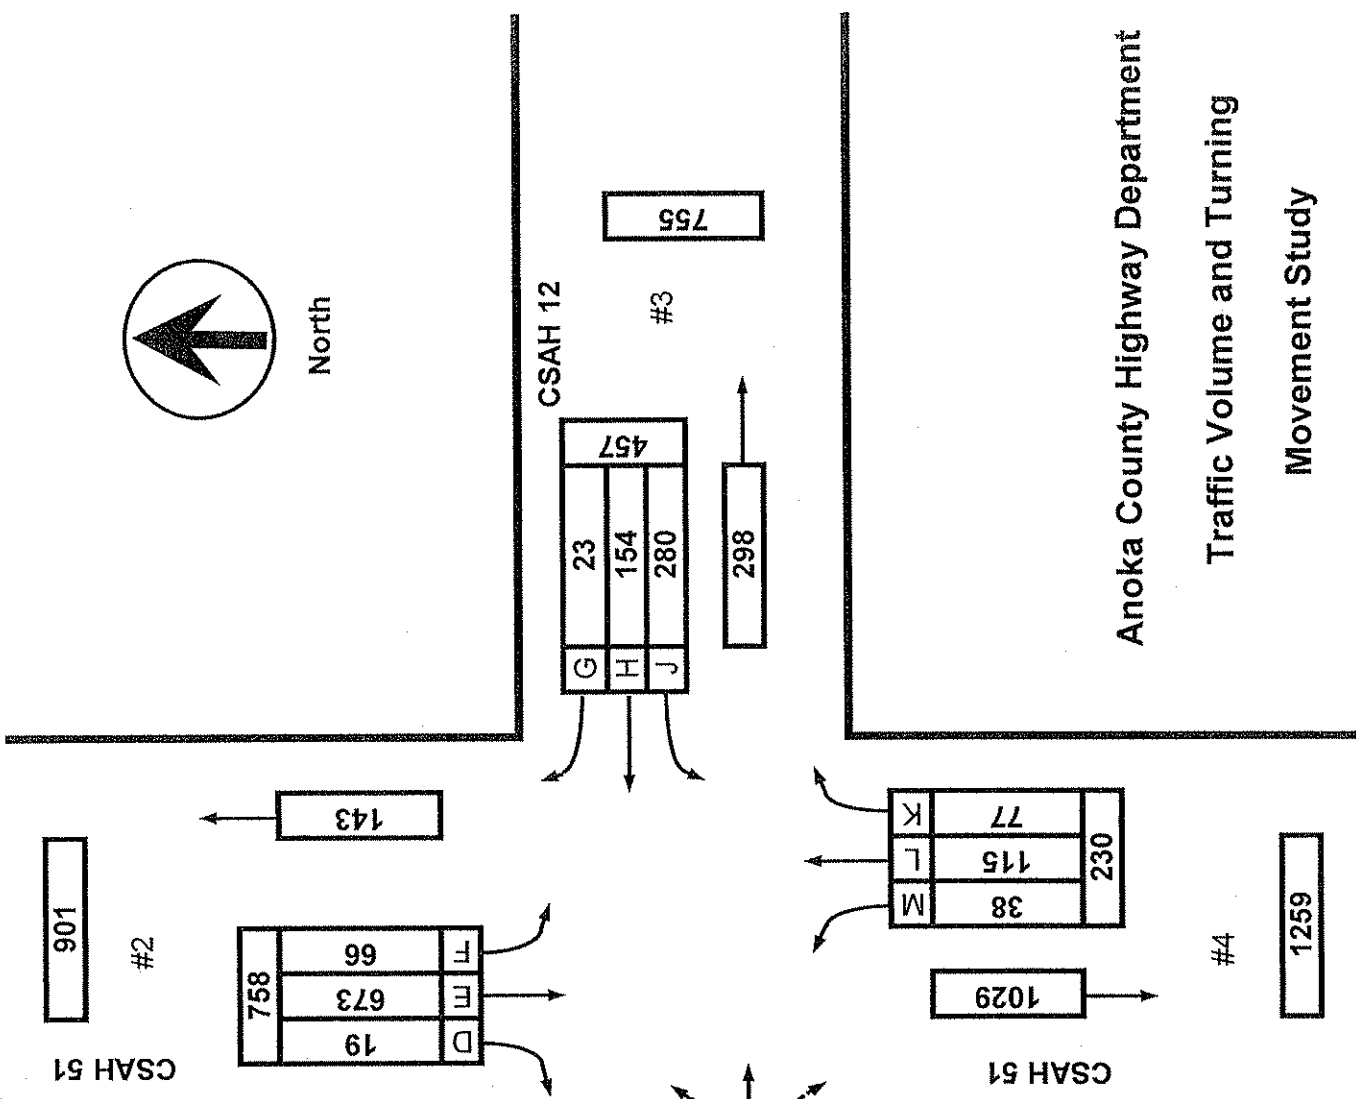 901
#2
CSAH 51
143
758
19
673
66
D
E
F
North
CSAH 12
#3
755
G
23
H
154
J
280
457
298
M
L
K
38
115
77
230
1029
#4
1259
CSAH 51
Anoka County Highway Department
Traffic Volume and Turning
Movement Study